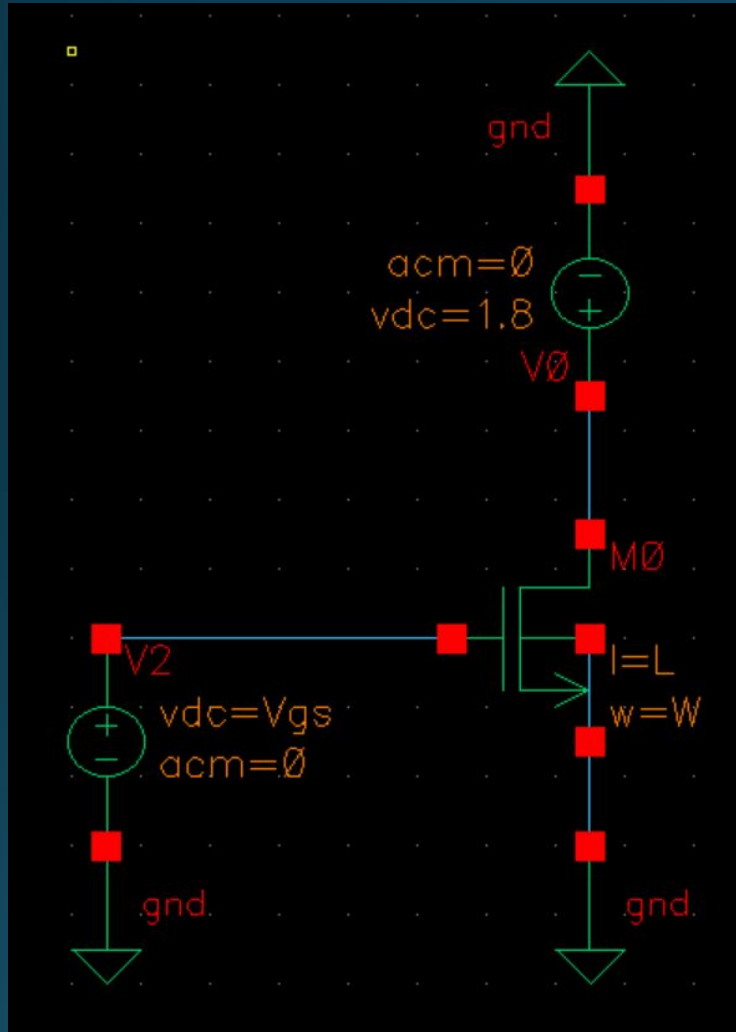 gnd
acm=0
vdc=1.8
V0
M0
V2
l=L
vdc=Vgs
w=W
acm=0
gnd
gnd